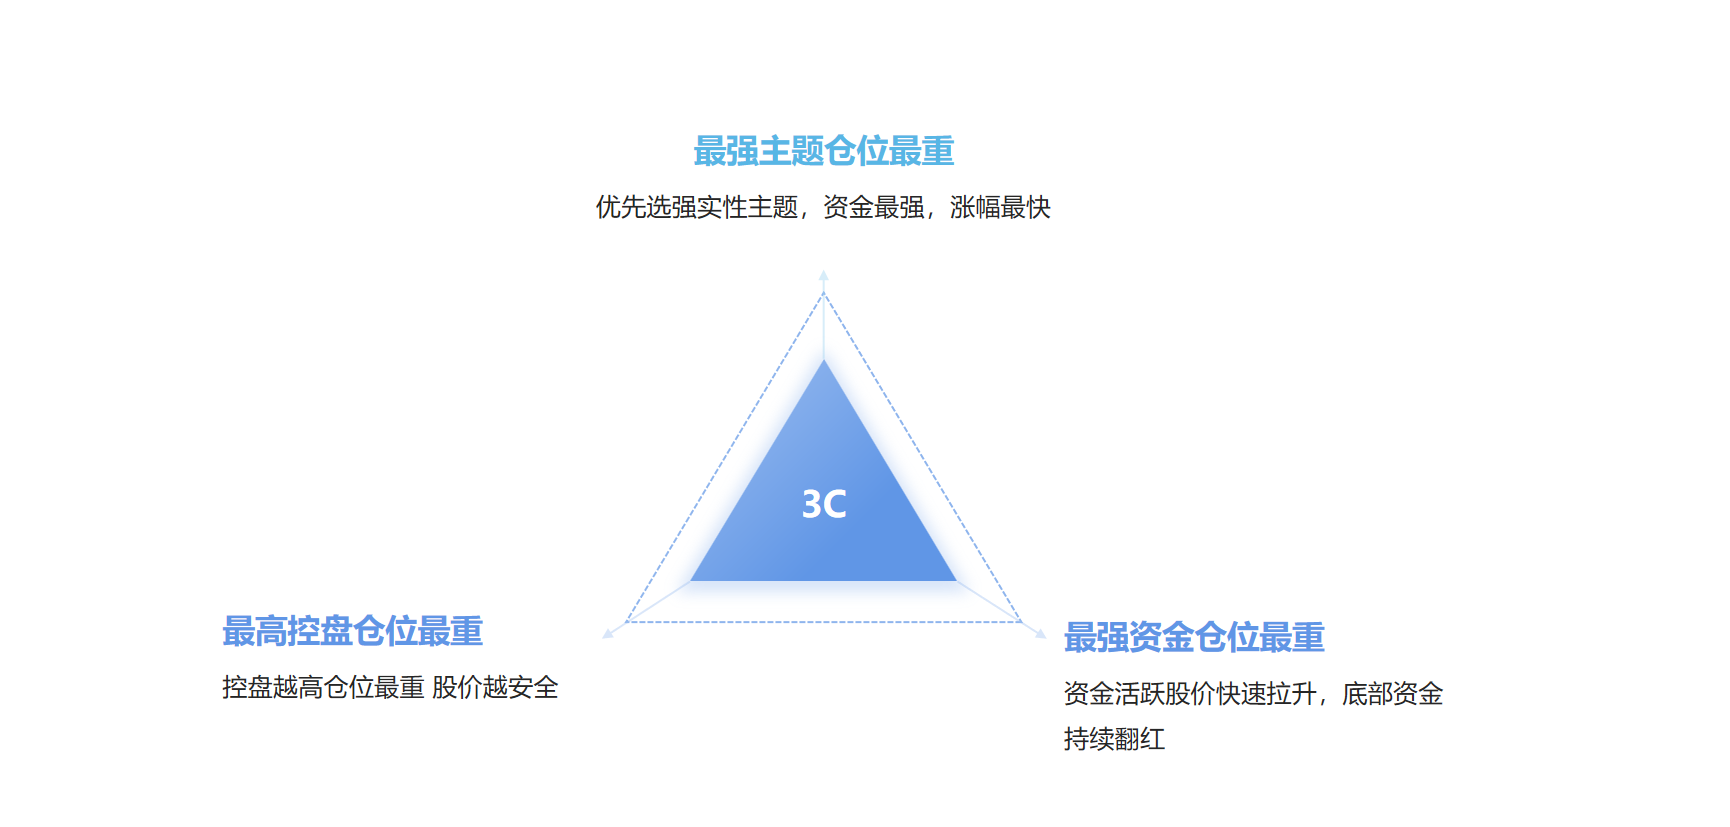 最强主题仓位最重
优先选强实性主题，资金最强，涨幅最快
3C
最高控盘仓位最重
控盘越高仓位最重 股价越安全
最强资金仓位最重
资金活跃股价快速拉升，底部资金
持续翻红